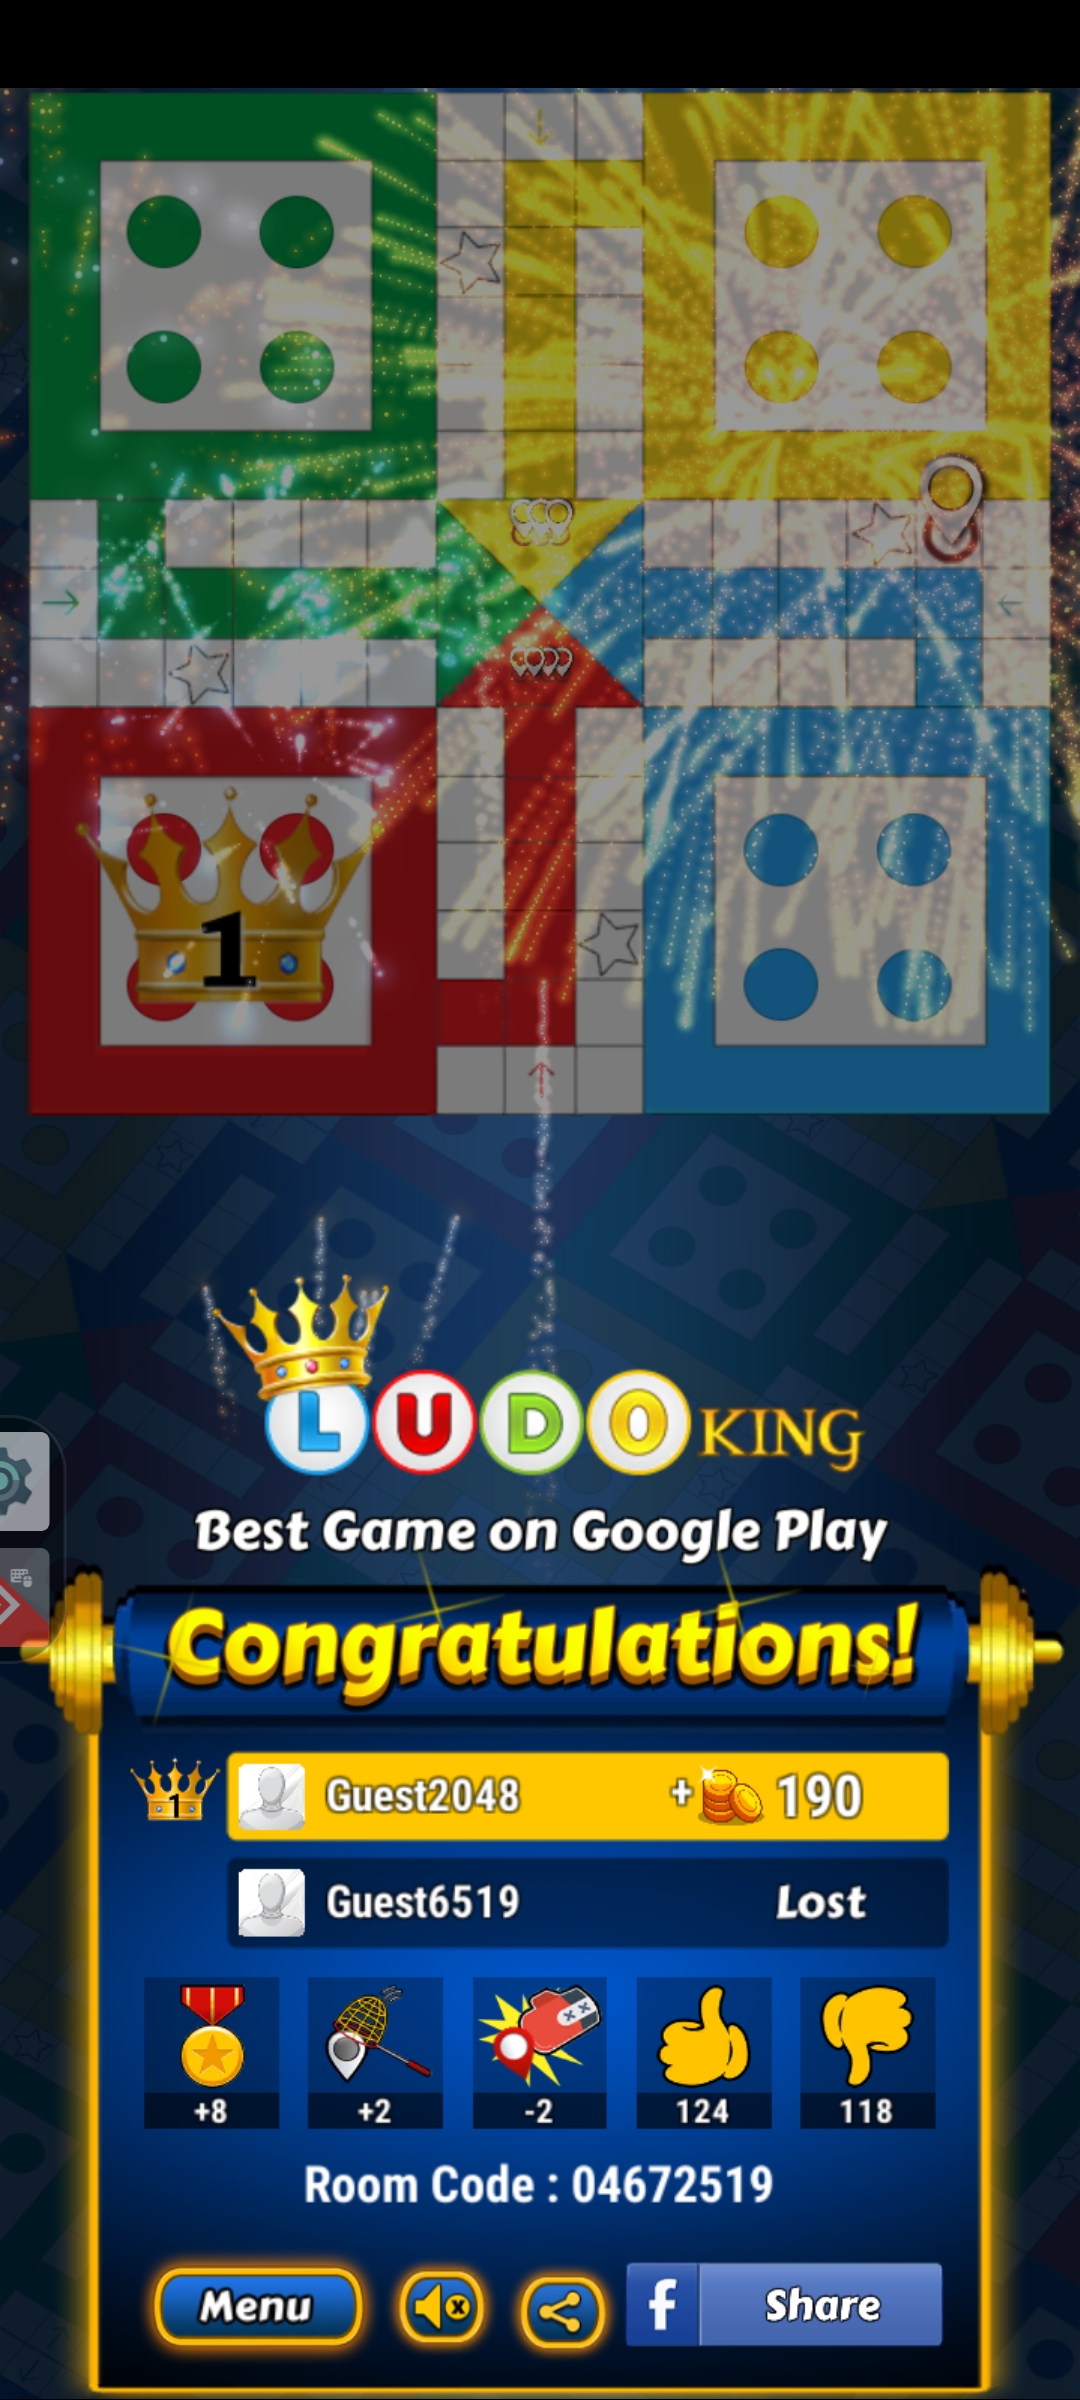 1
LUDO KING
Best Game on Google Play
Congratulations!
1 Guest2048 + 190
Guest6519 Lost
+8 +2 -2 124 118
Room Code : 04672519
Menu f Share